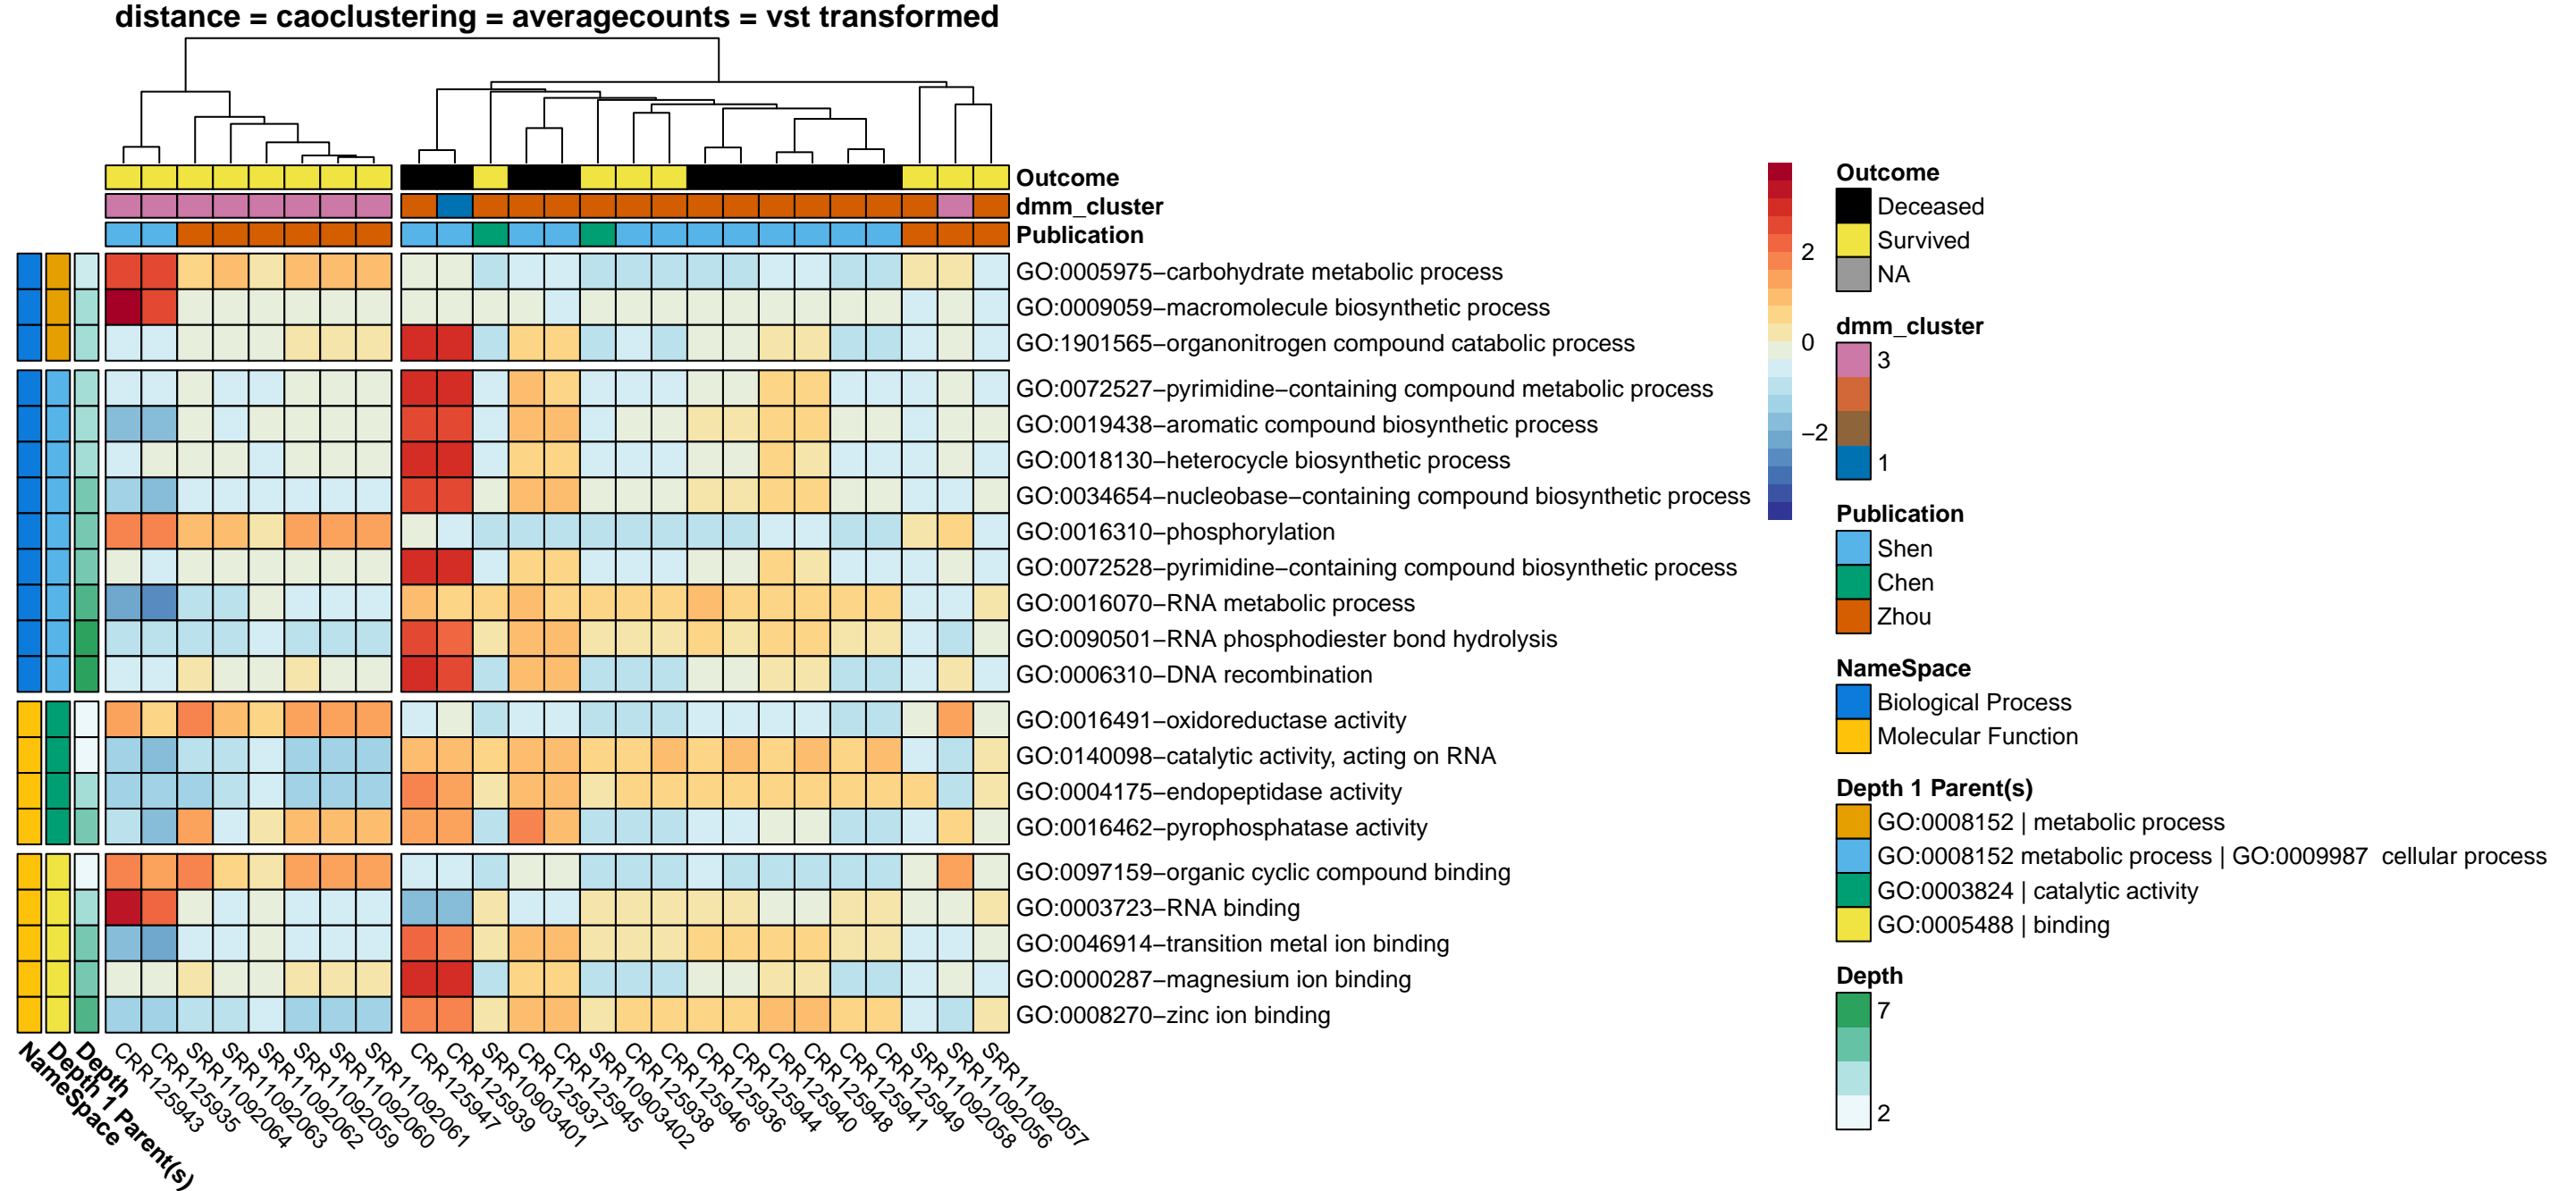 distance = caoclustering = averagecounts = vst transformed
Outcome
dmm_cluster
Publication
GO:0005975−carbohydrate metabolic process
GO:0009059−macromolecule biosynthetic process
GO:1901565−organonitrogen compound catabolic process
GO:0072527−pyrimidine−containing compound metabolic process
GO:0019438−aromatic compound biosynthetic process
GO:0018130−heterocycle biosynthetic process
GO:0034654−nucleobase−containing compound biosynthetic process
GO:0016310−phosphorylation
GO:0072528−pyrimidine−containing compound biosynthetic process
GO:0016070−RNA metabolic process
GO:0090501−RNA phosphodiester bond hydrolysis
GO:0006310−DNA recombination
GO:0016491−oxidoreductase activity
GO:0140098−catalytic activity, acting on RNA
GO:0004175−endopeptidase activity
GO:0016462−pyrophosphatase activity
GO:0097159−organic cyclic compound binding
GO:0003723−RNA binding
GO:0046914−transition metal ion binding
GO:0000287−magnesium ion binding
GO:0008270−zinc ion binding
NameSpace
Depth 1 Parent(s)
Depth
CRR125943
CRR125935
SRR11092064
SRR11092063
SRR11092062
SRR11092059
SRR11092060
SRR11092061
CRR125947
CRR125939
SRR10903401
CRR125937
CRR125945
SRR10903402
CRR125938
CRR125946
CRR125936
CRR125944
CRR125940
CRR125948
CRR125941
CRR125949
SRR11092058
SRR11092056
SRR11092057
2
0
−2
Outcome
Deceased
Survived
NA
dmm_cluster
3
1
Publication
Shen
Chen
Zhou
NameSpace
Biological Process
Molecular Function
Depth 1 Parent(s)
GO:0008152 | metabolic process
GO:0008152 metabolic process | GO:0009987  cellular process
GO:0003824 | catalytic activity
GO:0005488 | binding
Depth
7
2